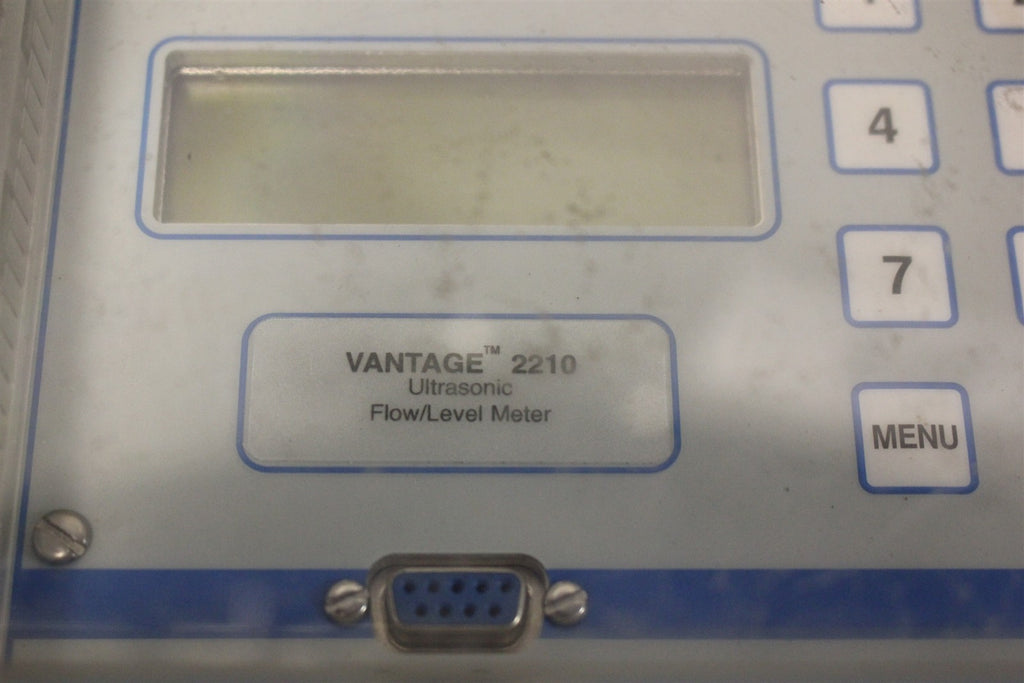 4
7
VANTAGE™ 2210
Ultrasonic
Flow/Level Meter
MENU